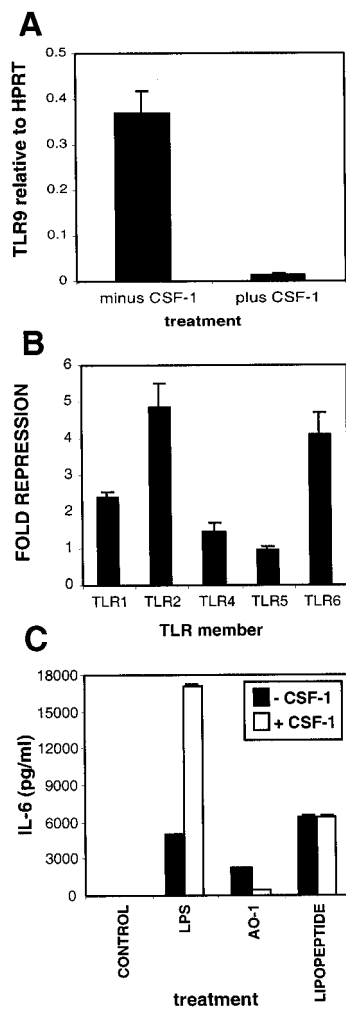 A
TLR9 relative to HPRT
0.5
0.4
0.3
0.2
0.1
0
minus CSF-1 plus CSF-1
treatment
B
FOLD REPRESSION
6
5
4
3
2
1
0
TLR1 TLR2 TLR4 TLR5 TLR6
TLR member
C
IL-6 (pg/ml)
18000
15000
12000
9000
6000
3000
0
- CSF-1
+ CSF-1
CONTROL
LPS
AO-1
LIPOPEPTIDE
treatment